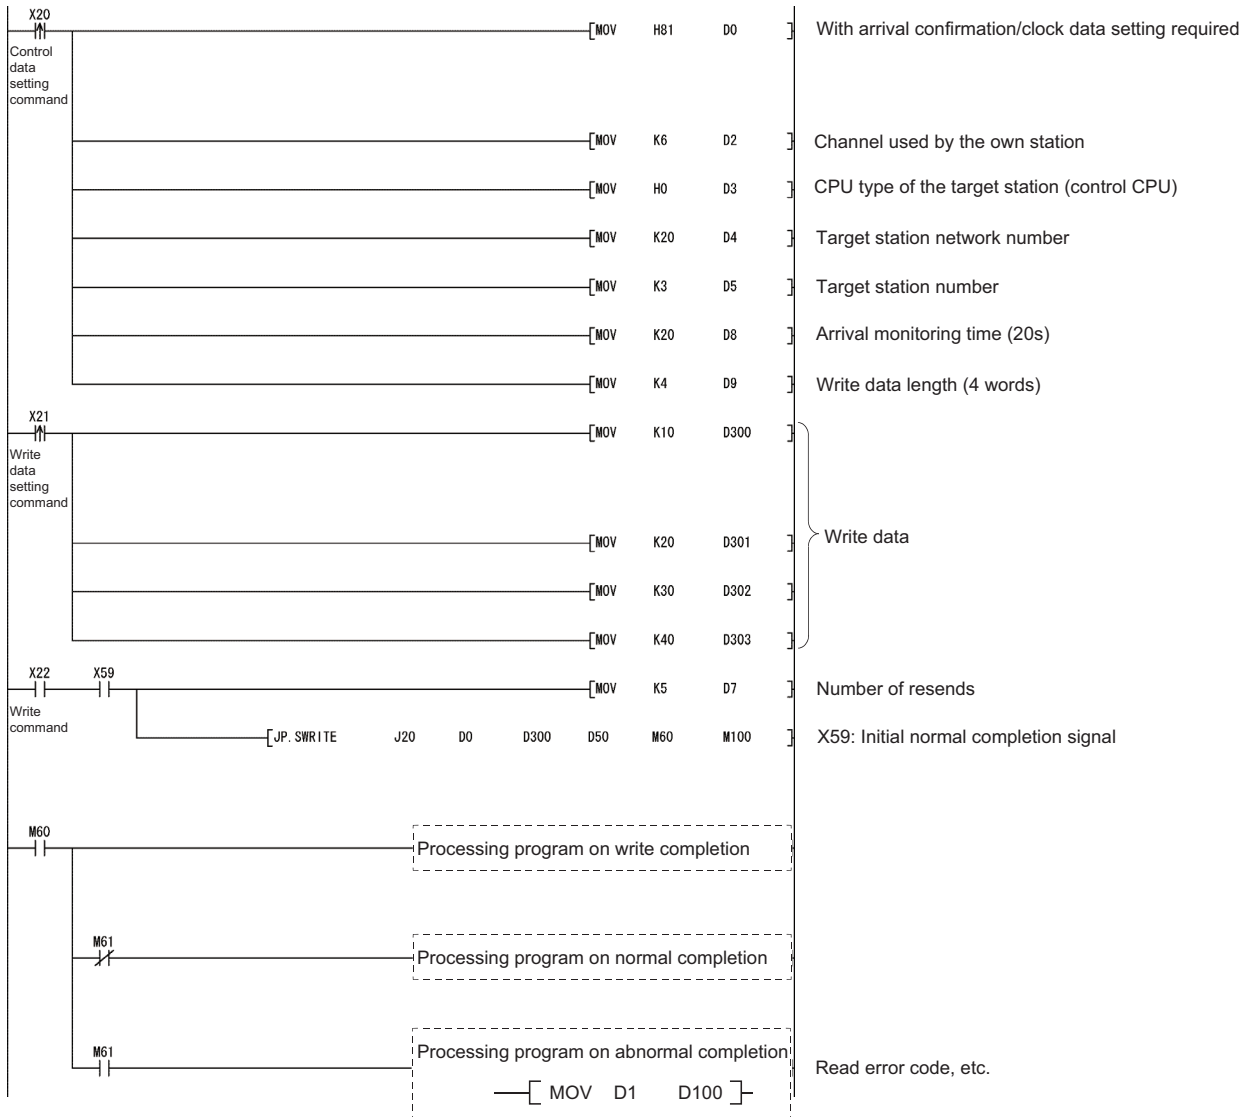 X20
[MOV H81 D0 ] With arrival confirmation/clock data setting required
Control
data
setting
command
[MOV K6 D2 ] Channel used by the own station
[MOV H0 D3 ] CPU type of the target station (control CPU)
[MOV K20 D4 ] Target station network number
[MOV K3 D5 ] Target station number
[MOV K20 D8 ] Arrival monitoring time (20s)
[MOV K4 D9 ] Write data length (4 words)
X21
[MOV K10 D300 ]
Write
data
setting
command
Write data
[MOV K20 D301 ]
[MOV K30 D302 ]
[MOV K40 D303 ]
X22 X59
[MOV K5 D7 ] Number of resends
Write
command
[JP.SWRITE J20 D0 D300 D50 M60 M100 ] X59: Initial normal completion signal
M60
Processing program on write completion
M61
Processing program on normal completion
M61
Processing program on abnormal completion
Read error code, etc.
[ MOV D1 D100 ]